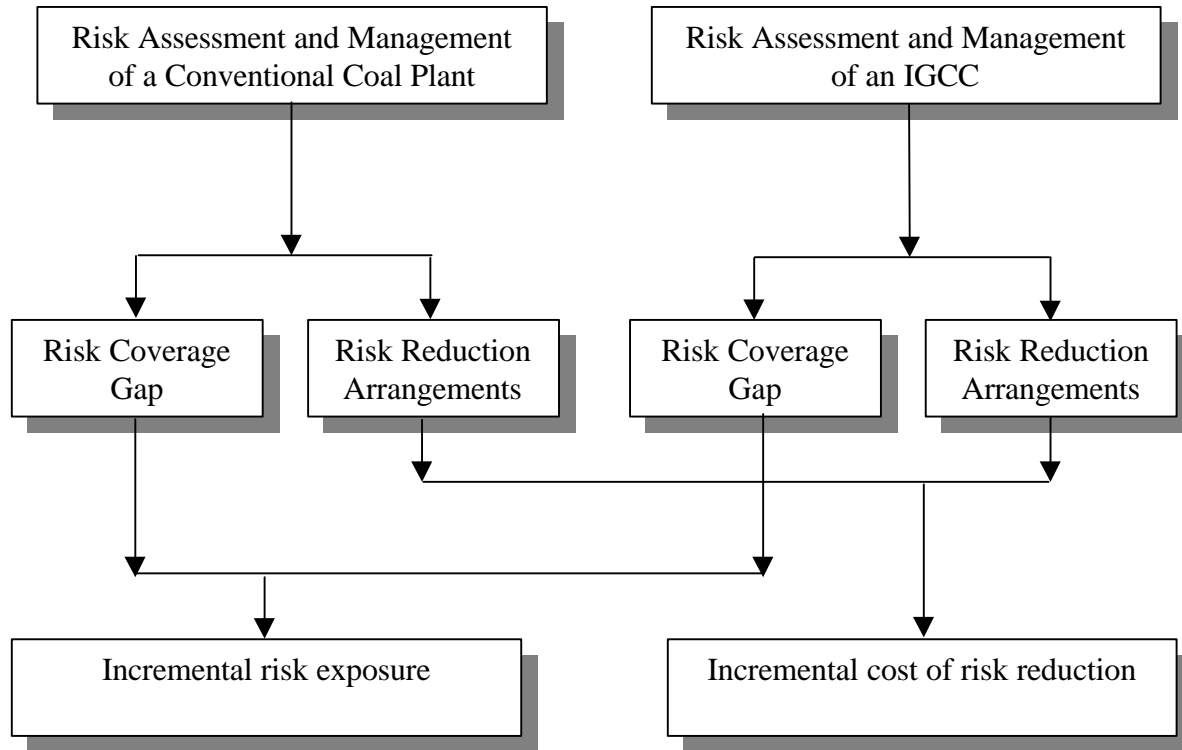 Risk Assessment and Management
of a Conventional Coal Plant
Risk Assessment and Management
of an IGCC
Risk Coverage
Gap
Risk Reduction
Arrangements
Risk Coverage
Gap
Risk Reduction
Arrangements
Incremental risk exposure
Incremental cost of risk reduction